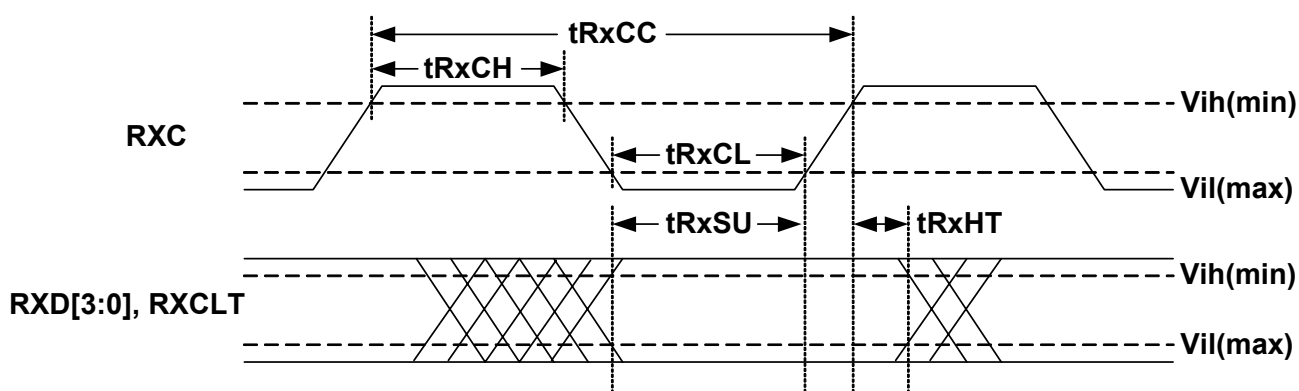 tRxCC
tRxCH
Vih(min)
RXC
tRxCL
Vil(max)
tRxSU
tRxHT
Vih(min)
RXD[3:0], RXCLT
Vil(max)